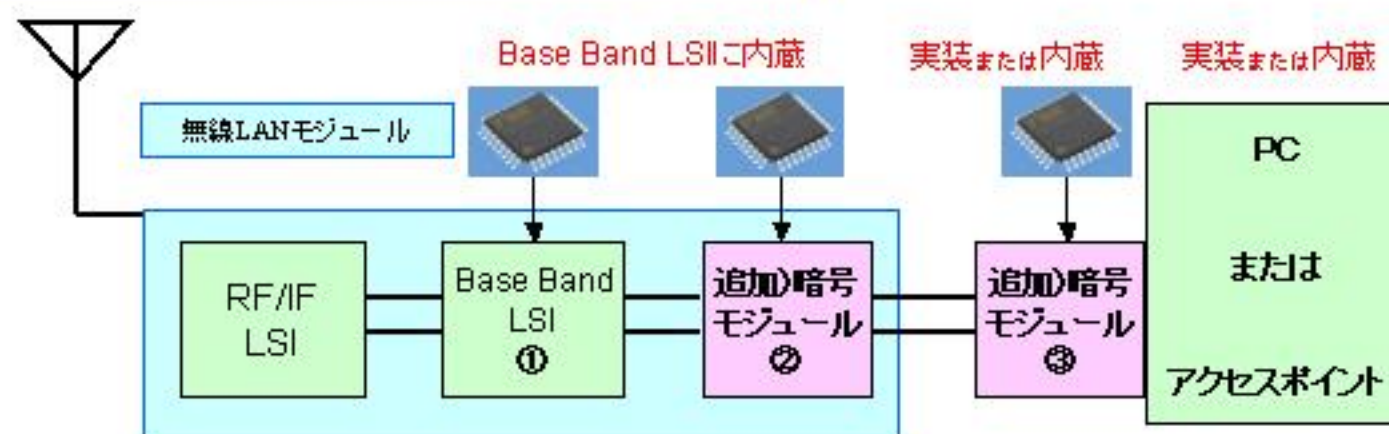 Base Band LSIに内蔵
実装または内蔵
実装または内蔵
無線LANモジュール
RF/IF
LSI
Base Band
LSI
①
追加)暗号
モジュール
②
追加)暗号
モジュール
③
PC
または
アクセスポイント